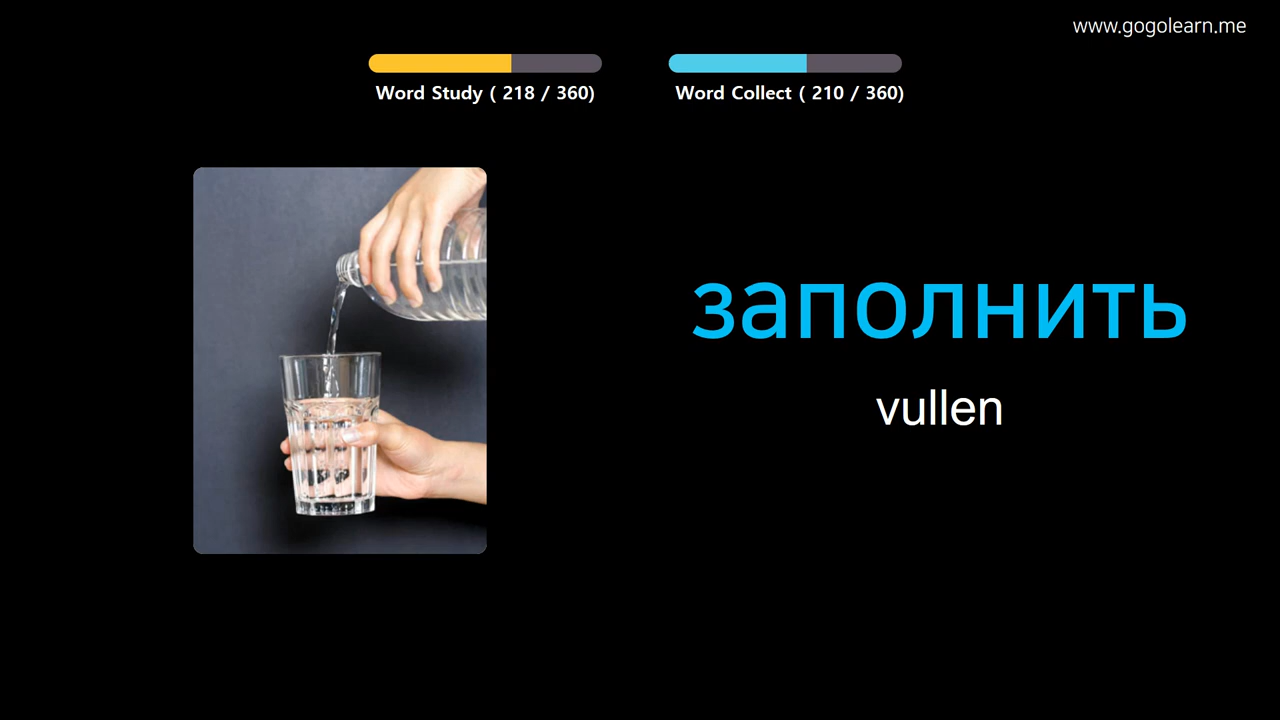 www.gogolearn.me
Word Study ( 218 / 360)
Word Collect ( 210 / 360)
заполнить
vullen